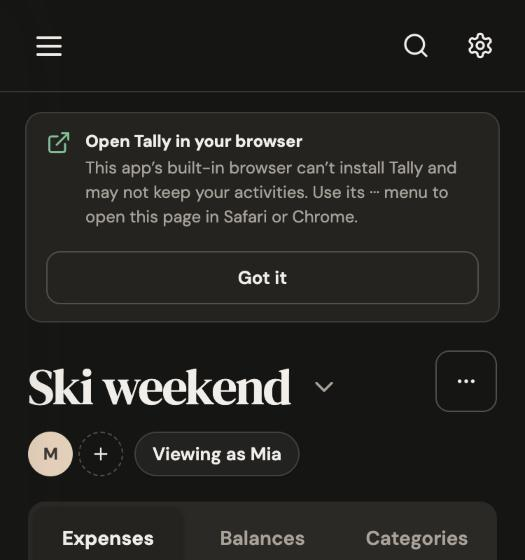 Open Tally in your browser
This app’s built-in browser can’t install Tally and
may not keep your activities. Use its ··· menu to
open this page in Safari or Chrome.
Got it
Ski weekend
···
M
+
Viewing as Mia
Expenses
Balances
Categories